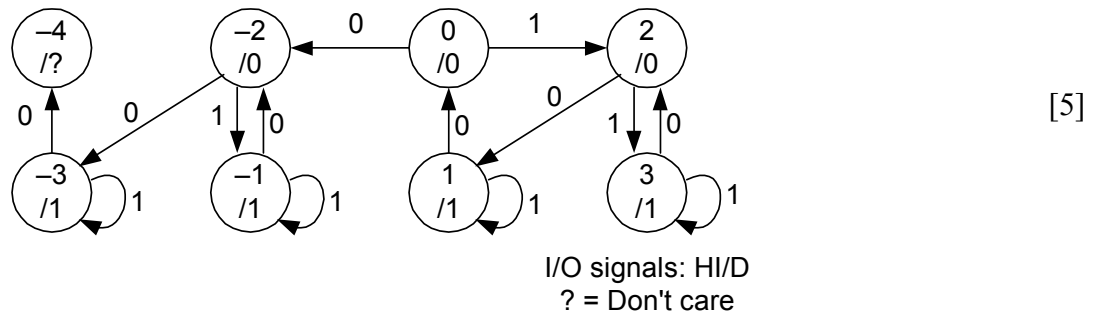 0 1
–4 –2 0 2
/? /0 /0 /0
[5]
0 0 1 0 0 0 1 0
–3 –1 1 3
/1 1 /1 1 /1 1 /1 1
I/O signals: HI/D
? = Don't care